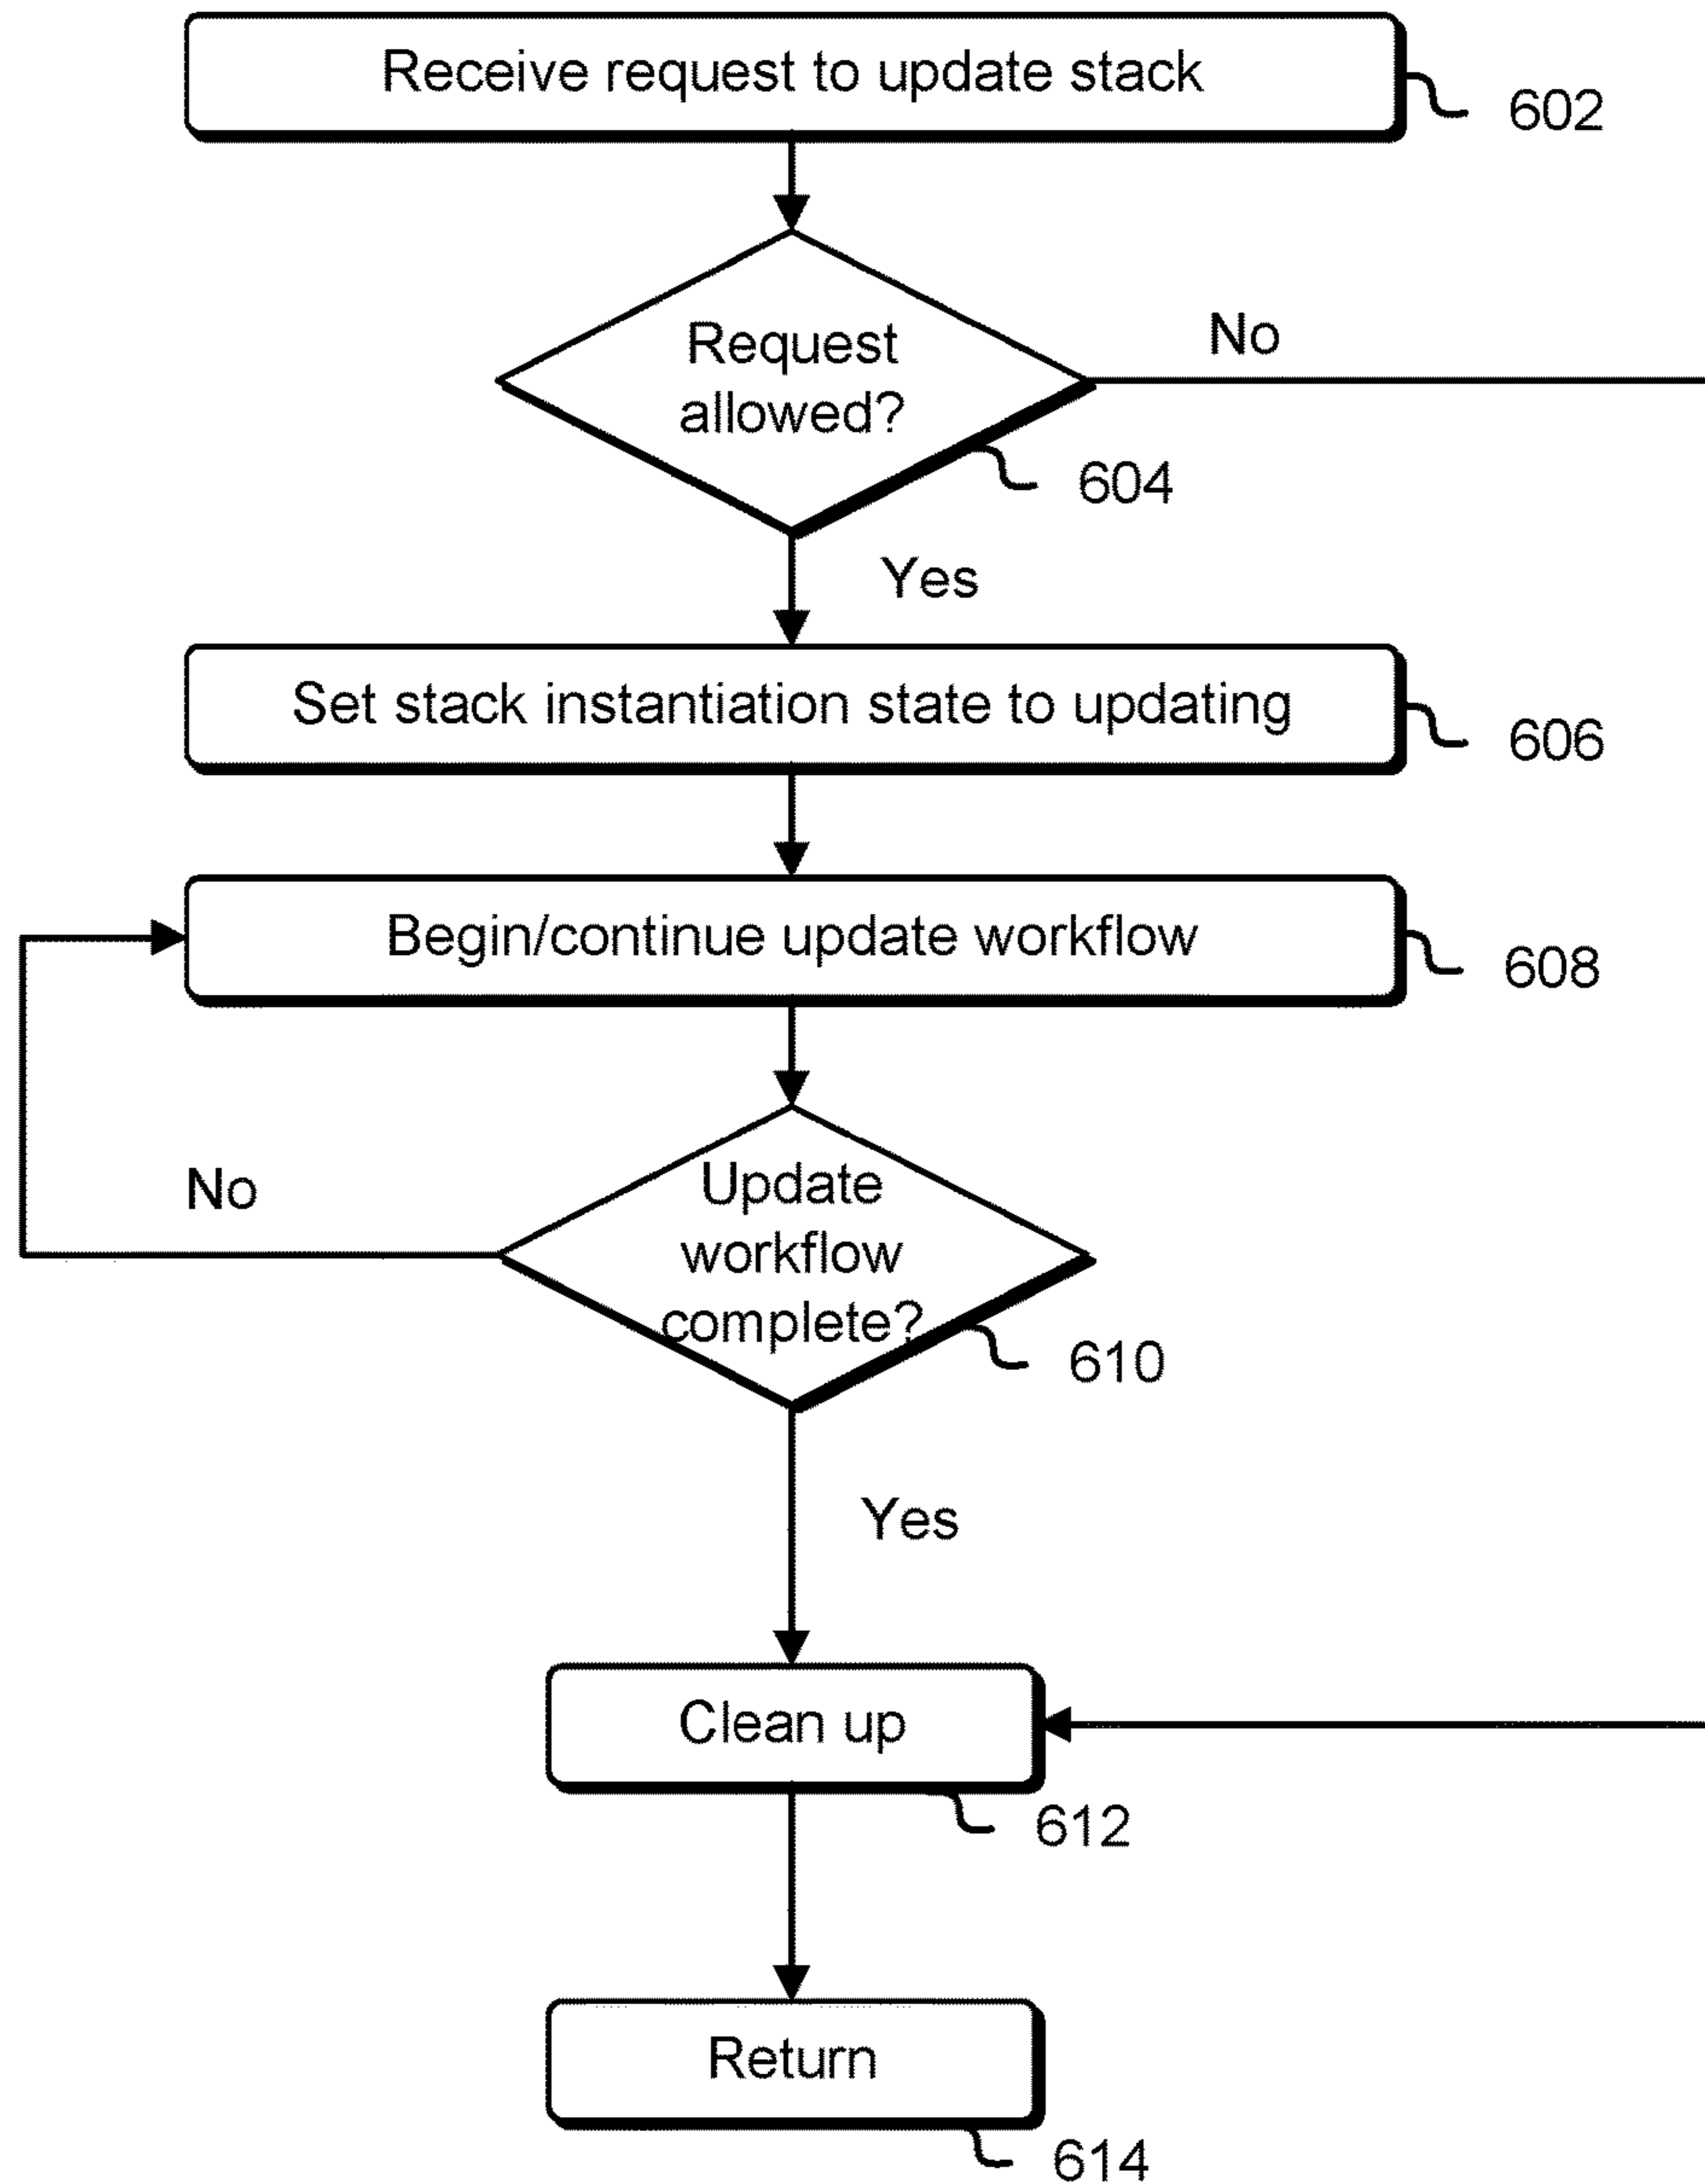 Receive request to update stack
602
Request
allowed?
No
604
Yes
Set stack instantiation state to updating
606
Begin/continue update workflow
608
Update
workflow
complete?
No
610
Yes
Clean up
612
Return
614